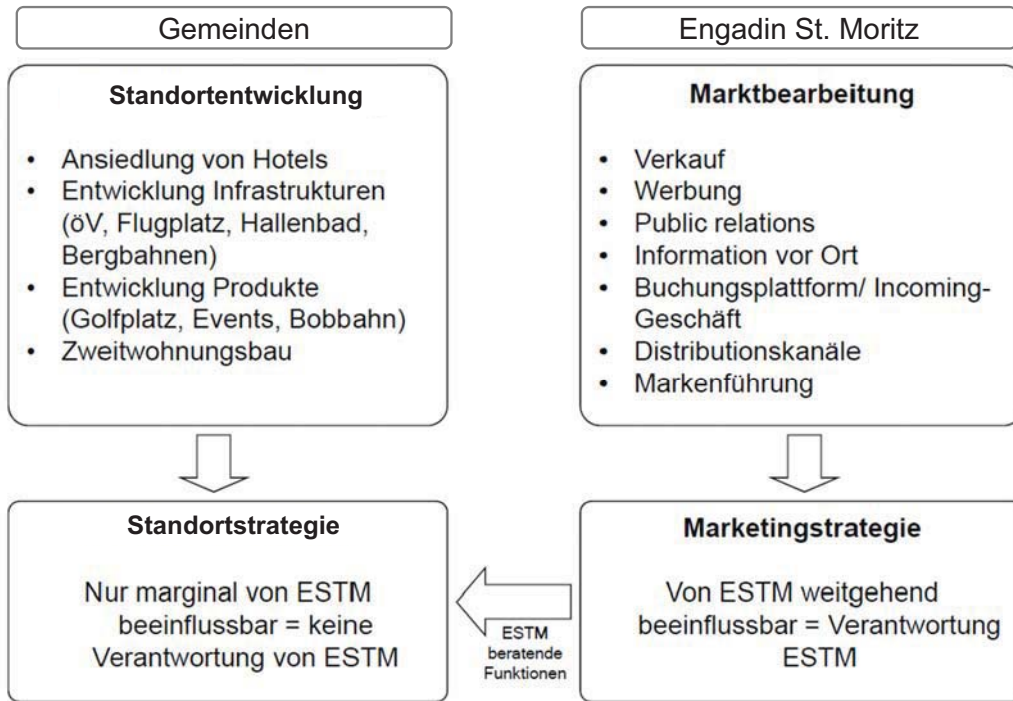 Gemeinden
Standortentwicklung
• Ansiedlung von Hotels
• Entwicklung Infrastrukturen
(öV, Flugplatz, Hallenbad,
Bergbahnen)
• Entwicklung Produkte
(Golfplatz, Events, Bobbahn)
• Zweitwohnungsbau
Standortstrategie
Nur marginal von ESTM
beeinflussbar = keine
Verantwortung von ESTM
Engadin St. Moritz
Marktbearbeitung
• Verkauf
• Werbung
• Public relations
• Information vor Ort
• Buchungsplattform/ Incoming-
Geschäft
• Distributionskanäle
• Markenführung
Marketingstrategie
Von ESTM weitgehend
beeinflussbar = Verantwortung
ESTM
ESTM
beratende
Funktionen